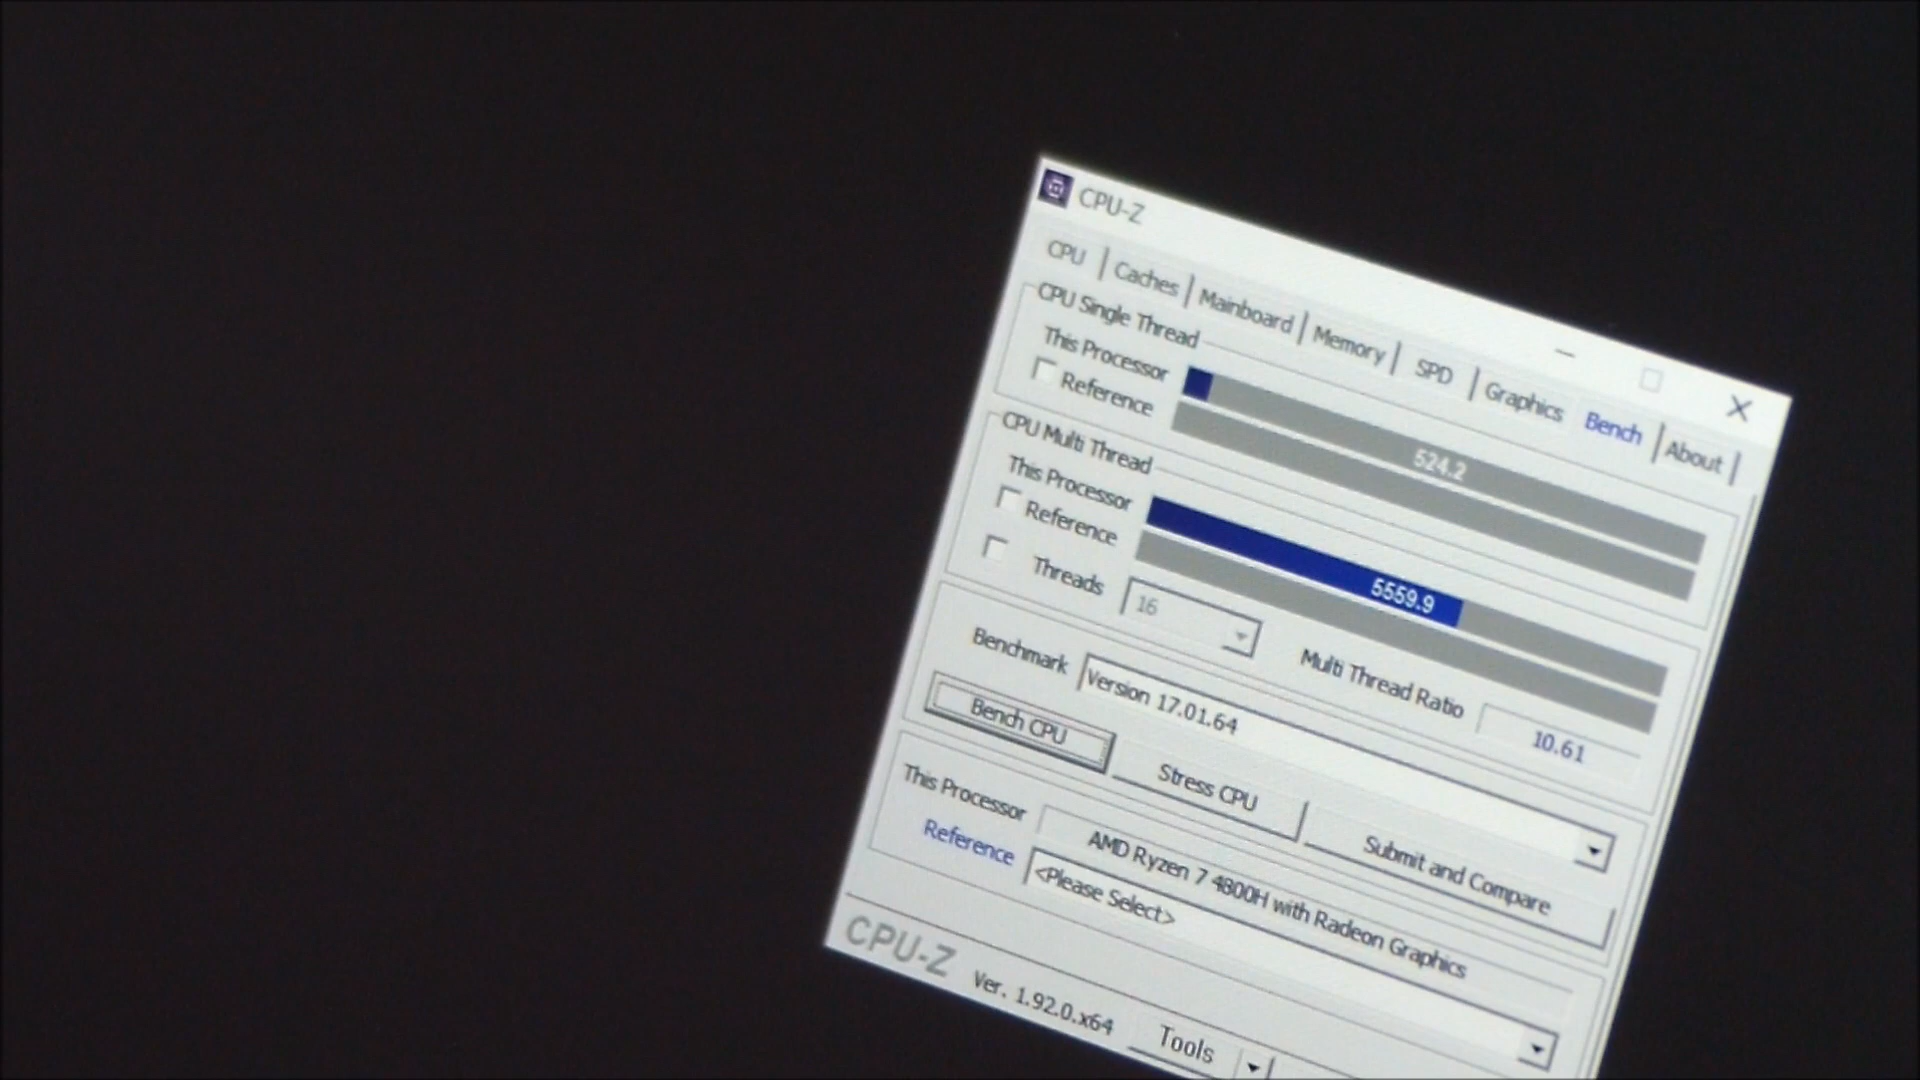 CPU-Z
CPU Caches Mainboard Memory SPD Graphics Bench About
CPU Single Thread
This Processor 524.2
Reference
CPU Multi Thread
This Processor 5559.9
Reference
Threads 16 Multi Thread Ratio 10.61
Benchmark Version 17.01.64
Bench CPU Stress CPU Submit and Compare
This Processor AMD Ryzen 7 4800H with Radeon Graphics
Reference <Please Select>
CPU-Z Ver. 1.92.0.x64 Tools